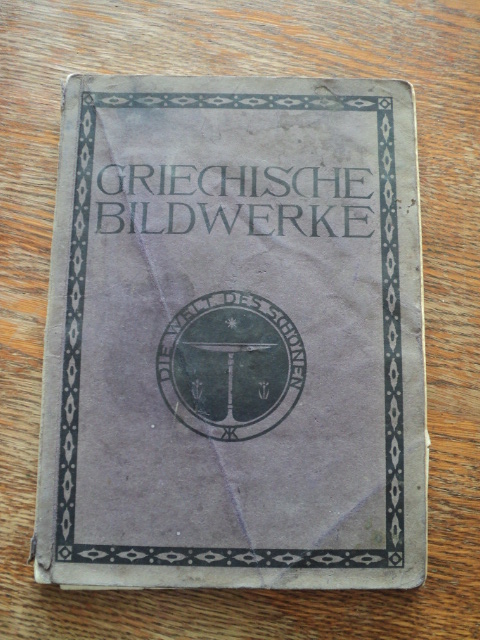 GRIECHISCHE
BILDWERKE
DIE WELT DES SCHÖNEN